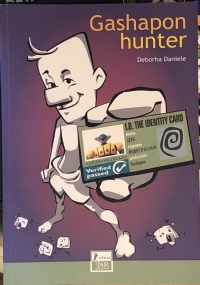 Gashapon
hunter
Deborha Daniele
I.D. THE IDENTITY CARD
Verified
passed